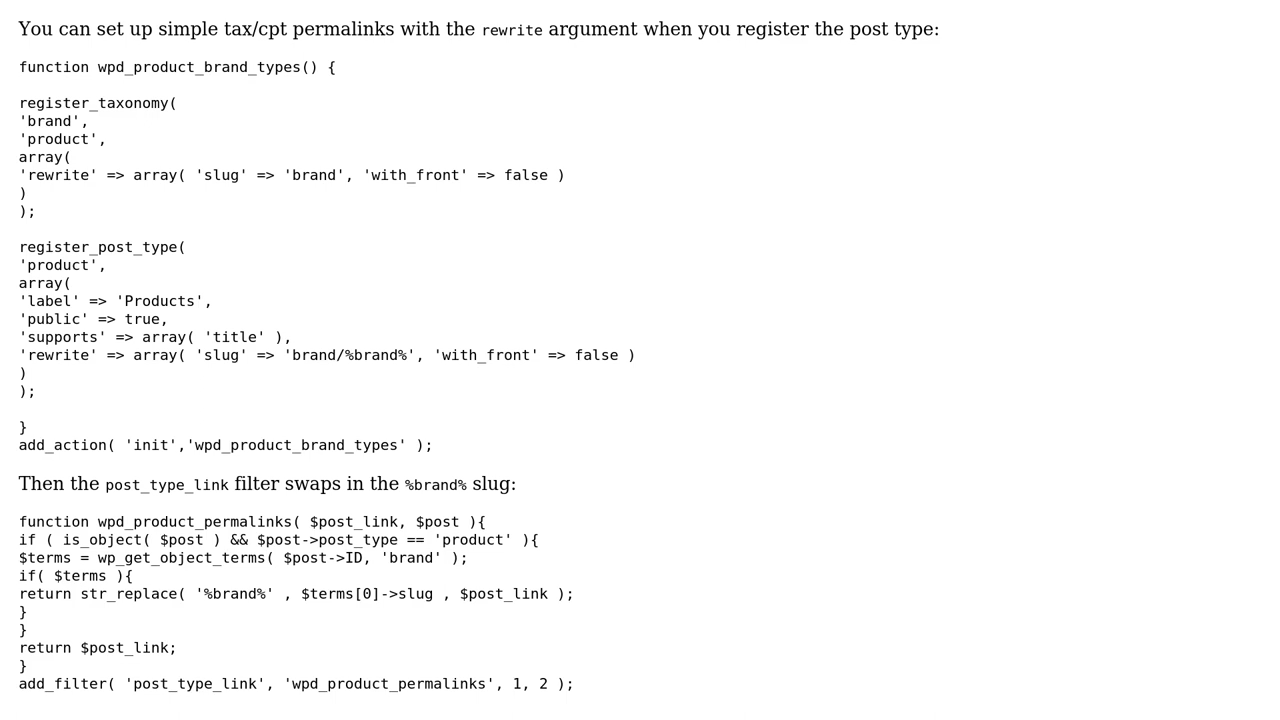 You can set up simple tax/cpt permalinks with the rewrite argument when you register the post type:
function wpd_product_brand_types() {
register_taxonomy(
'brand',
'product',
array(
'rewrite' => array( 'slug' => 'brand', 'with_front' => false )
)
);
register_post_type(
'product',
array(
'label' => 'Products',
'public' => true,
'supports' => array( 'title' ),
'rewrite' => array( 'slug' => 'brand/%brand%', 'with_front' => false )
)
);
}
add_action( 'init','wpd_product_brand_types' );
Then the post_type_link filter swaps in the %brand% slug:
function wpd_product_permalinks( $post_link, $post ){
if ( is_object( $post ) && $post->post_type == 'product' ){
$terms = wp_get_object_terms( $post->ID, 'brand' );
if( $terms ){
return str_replace( '%brand%' , $terms[0]->slug , $post_link );
}
}
return $post_link;
}
add_filter( 'post_type_link', 'wpd_product_permalinks', 1, 2 );